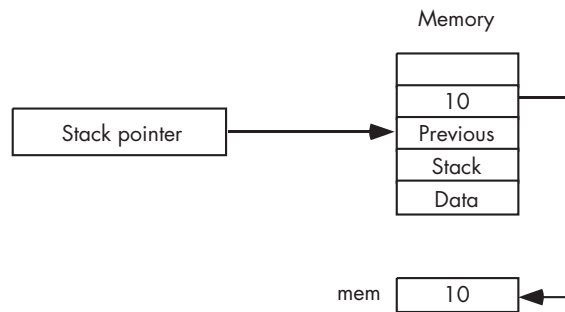 Memory
10
Stack pointer
Previous
Stack
Data
mem
10